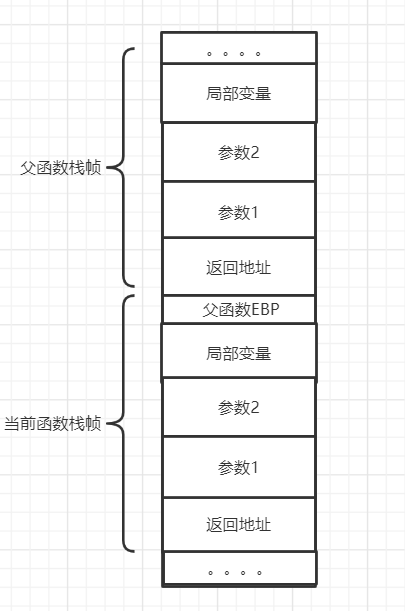 。。。。
局部变量
参数2
父函数栈帧
参数1
返回地址
父函数EBP
局部变量
参数2
当前函数栈帧
参数1
返回地址
。。。。